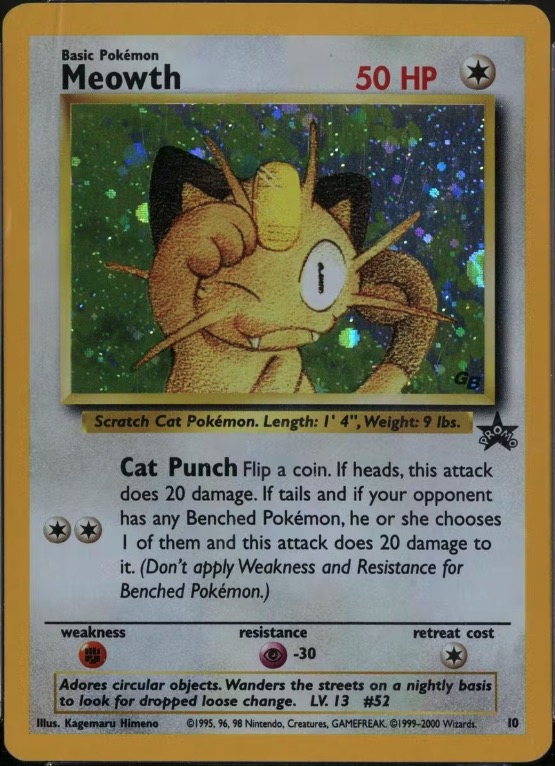 Basic Pokémon
Meowth
50 HP
GB
Scratch Cat Pokémon. Length: 1' 4", Weight: 9 lbs.
PROMO
Cat Punch Flip a coin. If heads, this attack
does 20 damage. If tails and if your opponent
has any Benched Pokémon, he or she chooses
1 of them and this attack does 20 damage to
it. (Don't apply Weakness and Resistance for
Benched Pokémon.)
weakness
resistance
retreat cost
-30
Adores circular objects. Wanders the streets on a nightly basis
to look for dropped loose change. LV. 13 #52
Illus. Kagemaru Himeno ©1995, 96, 98 Nintendo, Creatures, GAMEFREAK. ©1999-2000 Wizards. 10